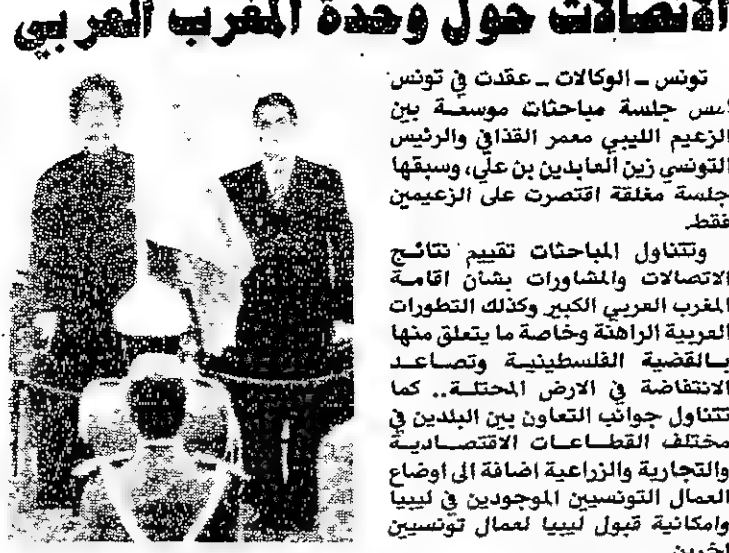 الاتصالات حول وحدة المغرب العربي
تونس ـ الوكالات ـ عقدت في تونس
امس جلسة مباحثات موسعة بين
الزعيم الليبي معمر القذافي والرئيس
التونسي زين العابدين بن علي، وسبقها
جلسة مغلقة اقتصرت على الزعيمين
فقط.
وتتناول المباحثات تقييم نتائج
الاتصالات والمشاورات بشأن اقامة
المغرب العربي الكبير وكذلك التطورات
العربية الراهنة وخاصة ما يتعلق منها
بالقضية الفلسطينية وتصاعد
الانتفاضة في الارض المحتلة.. كما
تتناول جوانب التعاون بين البلدين في
مختلف القطاعات الاقتصادية
والتجارية والزراعية اضافة الى اوضاع
العمال التونسيين الموجودين في ليبيا
وامكانية قبول ليبيا لعمال تونسيين
اخرين